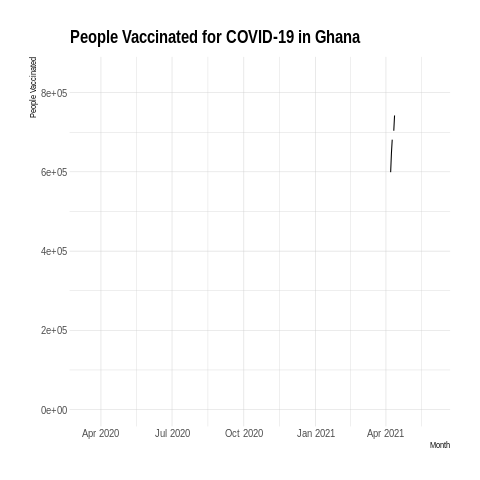 People Vaccinated for COVID-19 in Ghana
People Vaccinated
8e+05
6e+05
4e+05
2e+05
0e+00
Apr 2020 Jul 2020 Oct 2020 Jan 2021 Apr 2021
Month